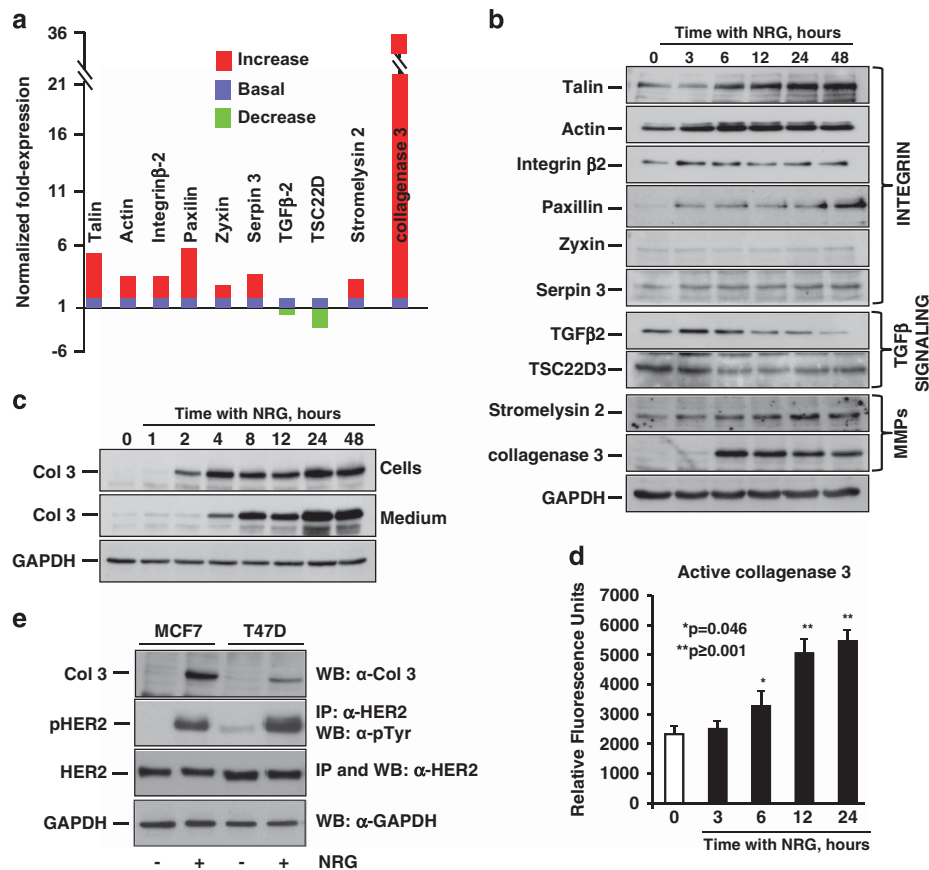 a
Normalized fold-expression
36
21
16
11
6
1
-6
Increase
Basal
Decrease
Talin
Actin
Integrinβ-2
Paxilin
Zyxin
Serpin 3
TGFβ-2
TSC22D
Stromelysin 2
collagenase 3
b
Time with NRG, hours
0 3 6 12 24 48
Talin
Actin
Integrin β2
Paxillin
Zyxin
Serpin 3
INTEGRIN
TGFβ2
TSC22D3
TGFβ
SIGNALING
Stromelysin 2
collagenase 3
MMPs
GAPDH
c
Time with NRG, hours
0 1 2 4 8 12 24 48
Col 3 Cells
Col 3 Medium
GAPDH
d
Active collagenase 3
Relative Fluorescence Units
7000
6000
5000
4000
3000
2000
1000
0
*p=0.046
**p≥0.001
*
**
**
0 3 6 12 24
Time with NRG, hours
e
MCF7 T47D
Col 3 WB: α-Col 3
pHER2 IP: α-HER2
WB: α-pTyr
HER2 IP and WB: α-HER2
GAPDH WB: α-GAPDH
- + - + NRG